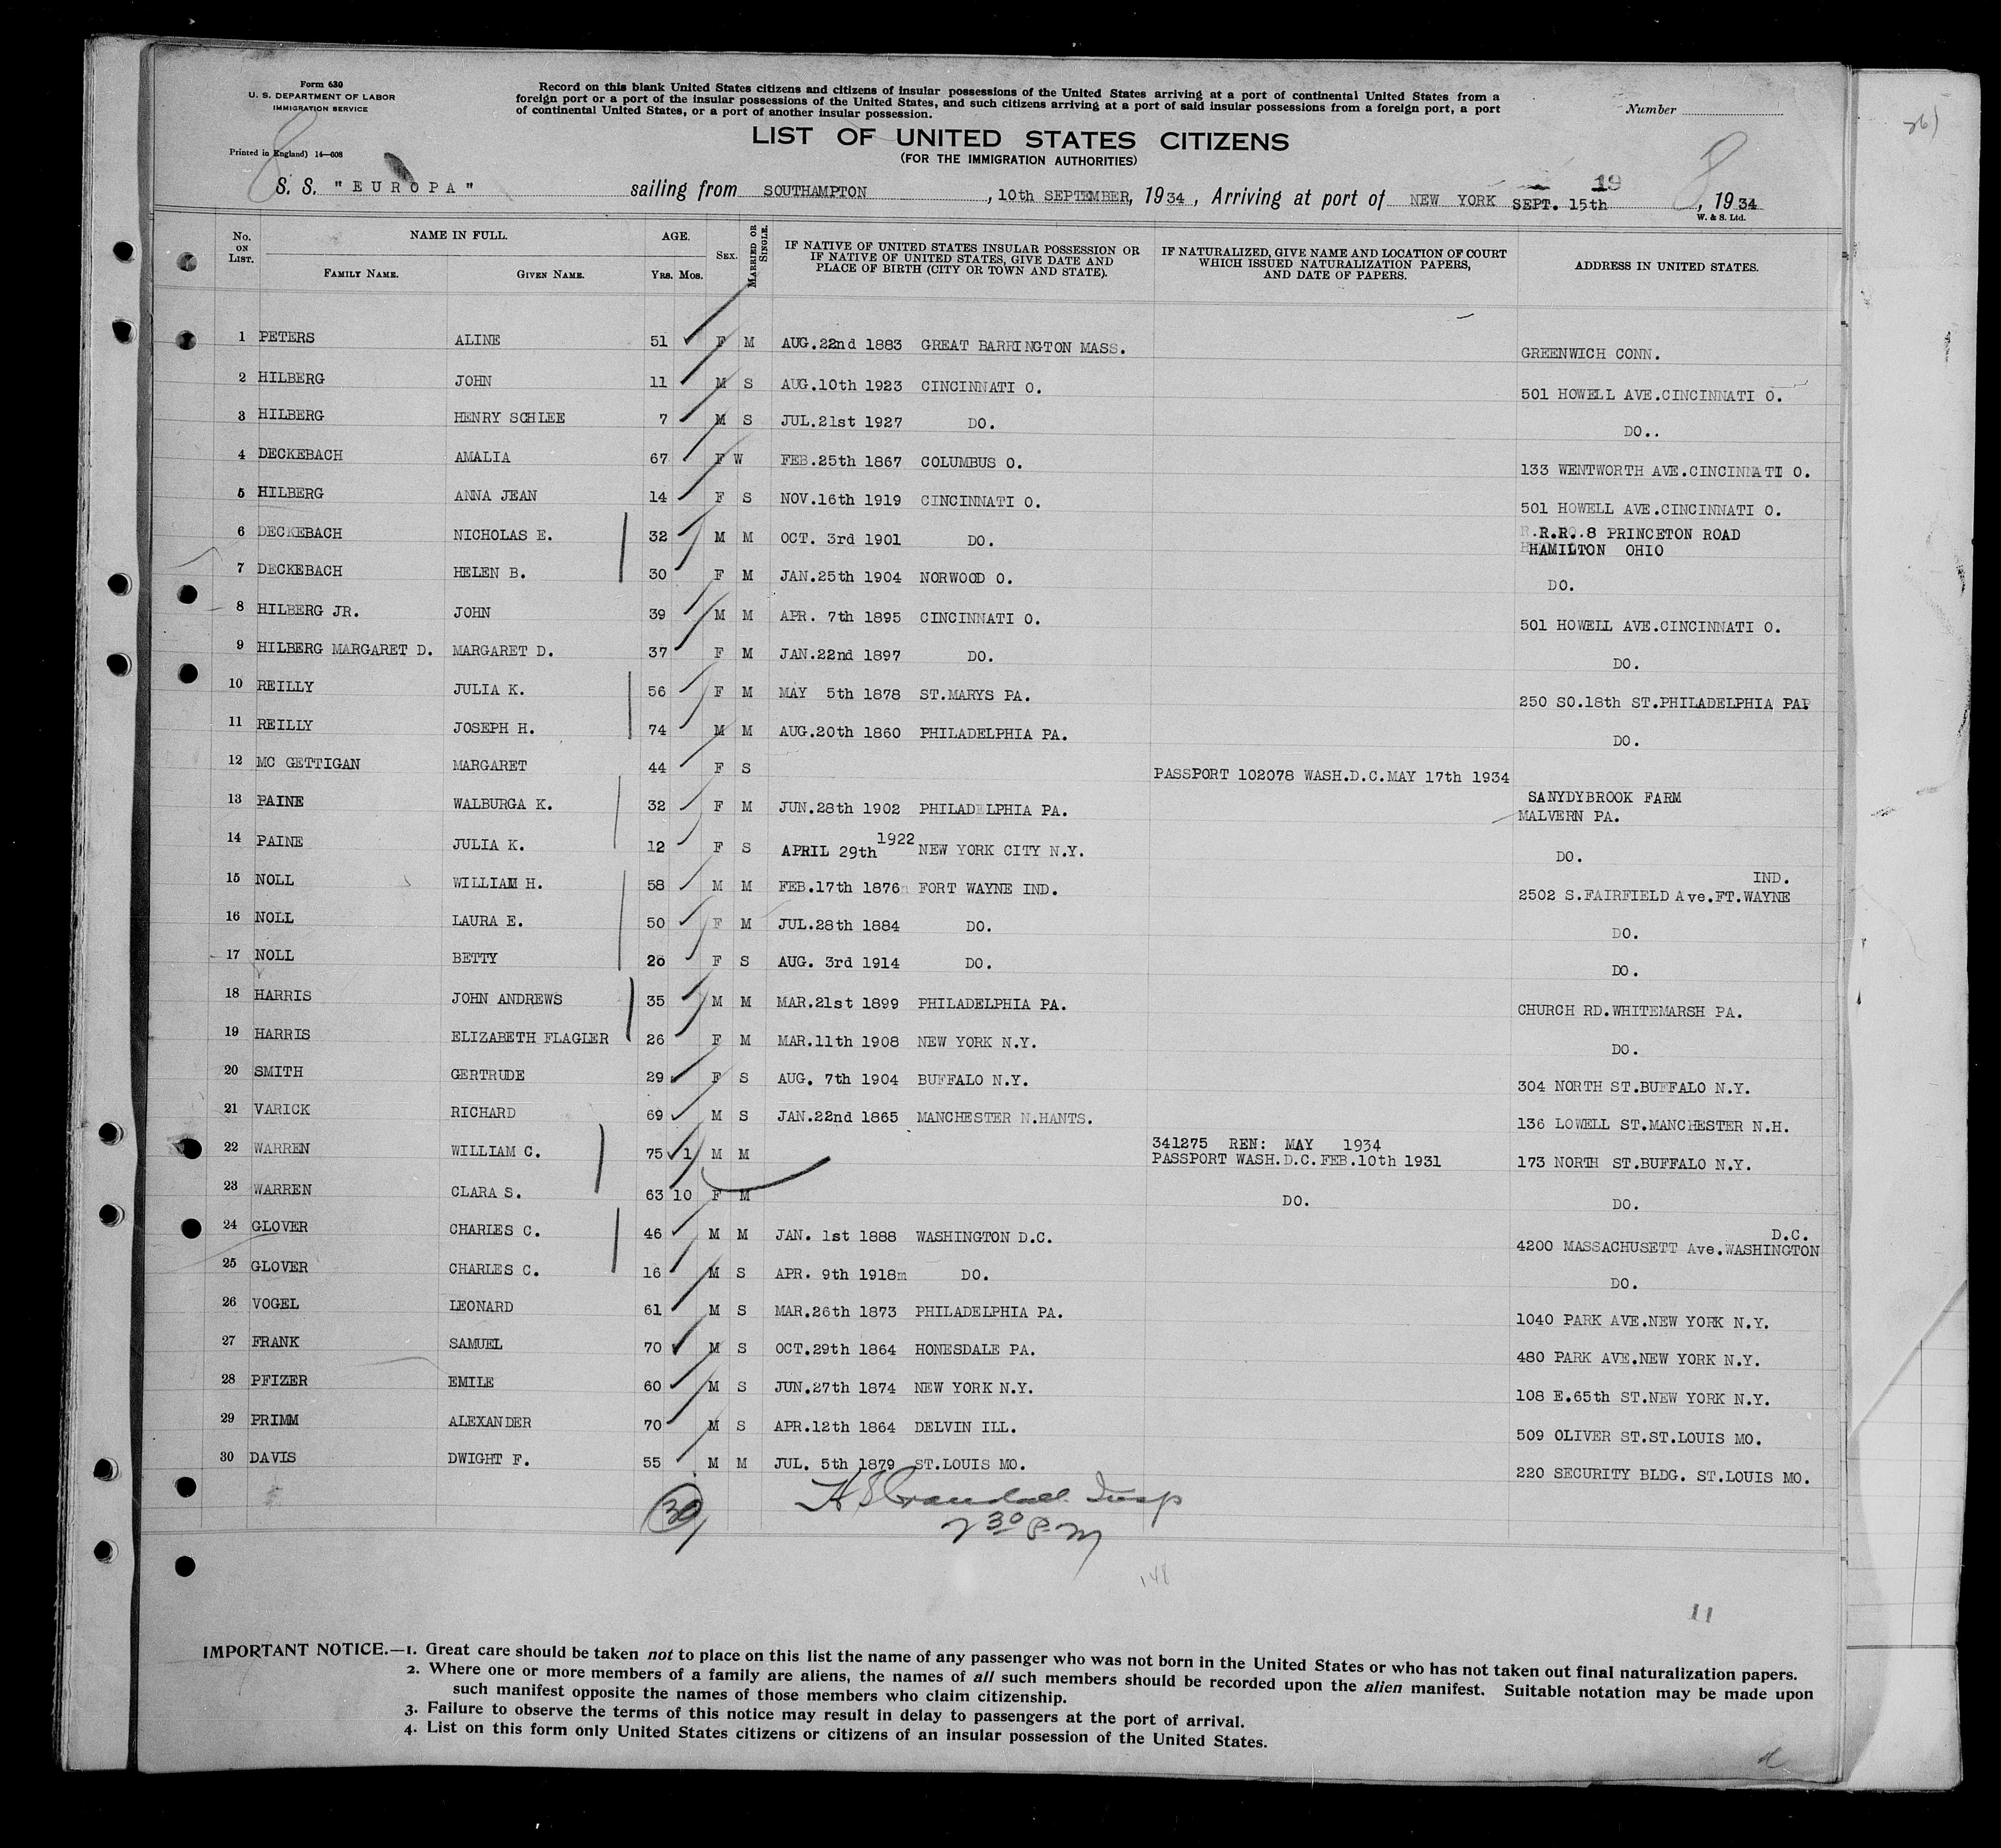 Form 630
U. S. DEPARTMENT OF LABOR
IMMIGRATION SERVICE
Printed in England) 14—608
Record on this blank United States citizens and citizens of insular possessions of the United States arriving at a port of continental United States from a
foreign port or a port of the insular possessions of the United States, and such citizens arriving at a port of said insular possessions from a foreign port, a port
of continental United States, or a port of another insular possession.
Number
LIST OF UNITED STATES CITIZENS
(FOR THE IMMIGRATION AUTHORITIES)
8
8
S. S. "EUROPA" sailing from SOUTHAMPTON, 10th SEPTEMBER, 1934, Arriving at port of NEW YORK SEPT. 15th 19, 1934
W. & S. Ltd.
No. ON LIST. NAME IN FULL. AGE. SEX. MARRIED OR SINGLE. IF NATIVE OF UNITED STATES INSULAR POSSESSION OR IF NATIVE OF UNITED STATES, GIVE DATE AND PLACE OF BIRTH (CITY OR TOWN AND STATE). IF NATURALIZED, GIVE NAME AND LOCATION OF COURT WHICH ISSUED NATURALIZATION PAPERS, AND DATE OF PAPERS. ADDRESS IN UNITED STATES.
FAMILY NAME. GIVEN NAME. YRS. MOS.
1 PETERS ALINE 51 F M AUG.22nd 1883 GREAT BARRINGTON MASS. GREENWICH CONN.
2 HILBERG JOHN 11 M S AUG.10th 1923 CINCINNATI O. 501 HOWELL AVE.CINCINNATI O.
3 HILBERG HENRY SCHLEE 7 M S JUL.21st 1927 DO. DO..
4 DECKEBACH AMALIA 67 F W FEB.25th 1867 COLUMBUS O. 133 WENTWORTH AVE.CINCINNATI O.
5 HILBERG ANNA JEAN 14 F S NOV.16th 1919 CINCINNATI O. 501 HOWELL AVE.CINCINNATI O.
6 DECKEBACH NICHOLAS E. 32 M M OCT. 3rd 1901 DO. R.R. 8 PRINCETON ROAD
HAMILTON OHIO
7 DECKEBACH HELEN B. 30 F M JAN.25th 1904 NORWOOD O. DO.
8 HILBERG JR. JOHN 39 M M APR. 7th 1895 CINCINNATI O. 501 HOWELL AVE.CINCINNATI O.
9 HILBERG MARGARET D. MARGARET D. 37 F M JAN.22nd 1897 DO. DO.
10 REILLY JULIA K. 56 F M MAY 5th 1878 ST.MARYS PA. 250 SO.18th ST.PHILADELPHIA PA
11 REILLY JOSEPH H. 74 M M AUG.20th 1860 PHILADELPHIA PA. DO.
12 MC GETTIGAN MARGARET 44 F S PASSPORT 102078 WASH.D.C.MAY 17th 1934
13 PAINE WALBURGA K. 32 F M JUN.28th 1902 PHILADELPHIA PA. SANYDYBROOK FARM
MALVERN PA.
14 PAINE JULIA K. 12 F S APRIL 29th 1922 NEW YORK CITY N.Y. DO.
15 NOLL WILLIAM H. 58 M M FEB.17th 1876 FORT WAYNE IND. 2502 S.FAIRFIELD Ave.FT.WAYNE IND.
16 NOLL LAURA E. 50 F M JUL.28th 1884 DO. DO.
17 NOLL BETTY 20 F S AUG. 3rd 1914 DO. DO.
18 HARRIS JOHN ANDREWS 35 M M MAR.21st 1899 PHILADELPHIA PA. CHURCH RD.WHITEMARSH PA.
19 HARRIS ELIZABETH FLAGLER 26 F M MAR.11th 1908 NEW YORK N.Y. DO.
20 SMITH GERTRUDE 29 F S AUG. 7th 1904 BUFFALO N.Y. 304 NORTH ST.BUFFALO N.Y.
21 VARICK RICHARD 69 M S JAN.22nd 1865 MANCHESTER N.HANTS. 136 LOWELL ST.MANCHESTER N.H.
22 WARREN WILLIAM C. 75 1 M M 341275 REN: MAY 1934
PASSPORT WASH.D.C.FEB.10th 1931 173 NORTH ST.BUFFALO N.Y.
23 WARREN CLARA S. 63 10 F M DO. DO.
24 GLOVER CHARLES C. 46 M M JAN. 1st 1888 WASHINGTON D.C. 4200 MASSACHUSETT Ave.WASHINGTON D.C.
25 GLOVER CHARLES C. 16 M S APR. 9th 1918m DO. DO.
26 VOGEL LEONARD 61 M S MAR.26th 1873 PHILADELPHIA PA. 1040 PARK AVE.NEW YORK N.Y.
27 FRANK SAMUEL 70 M S OCT.29th 1864 HONESDALE PA. 480 PARK AVE.NEW YORK N.Y.
28 PFIZER EMILE 60 M S JUN.27th 1874 NEW YORK N.Y. 108 E.65th ST.NEW YORK N.Y.
29 PRIMM ALEXANDER 70 M S APR.12th 1864 DELVIN ILL. 509 OLIVER ST.ST.LOUIS MO.
30 DAVIS DWIGHT F. 55 M M JUL. 5th 1879 ST.LOUIS MO. 220 SECURITY BLDG. ST.LOUIS MO.
30
Crandall Insp
7 30 P.M
148
11
IMPORTANT NOTICE.—1. Great care should be taken not to place on this list the name of any passenger who was not born in the United States or who has not taken out final naturalization papers.
2. Where one or more members of a family are aliens, the names of all such members should be recorded upon the alien manifest. Suitable notation may be made upon
such manifest opposite the names of those members who claim citizenship.
3. Failure to observe the terms of this notice may result in delay to passengers at the port of arrival.
4. List on this form only United States citizens or citizens of an insular possession of the United States.